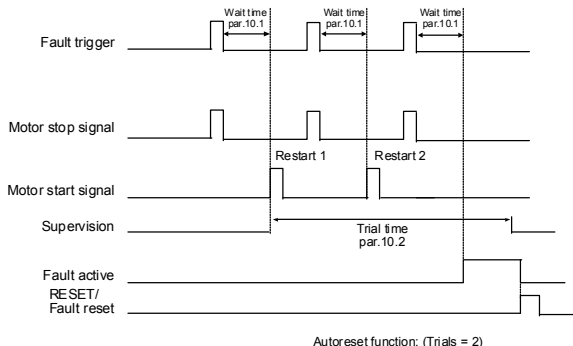 Wait time
par.10.1
Wait time
par.10.1
Wait time
par.10.1
Fault trigger
Motor stop signal
Restart 1
Restart 2
Motor start signal
Supervision
Trial time
par.10.2
Fault active
RESET/
Fault reset
Autoreset function: (Trials = 2)